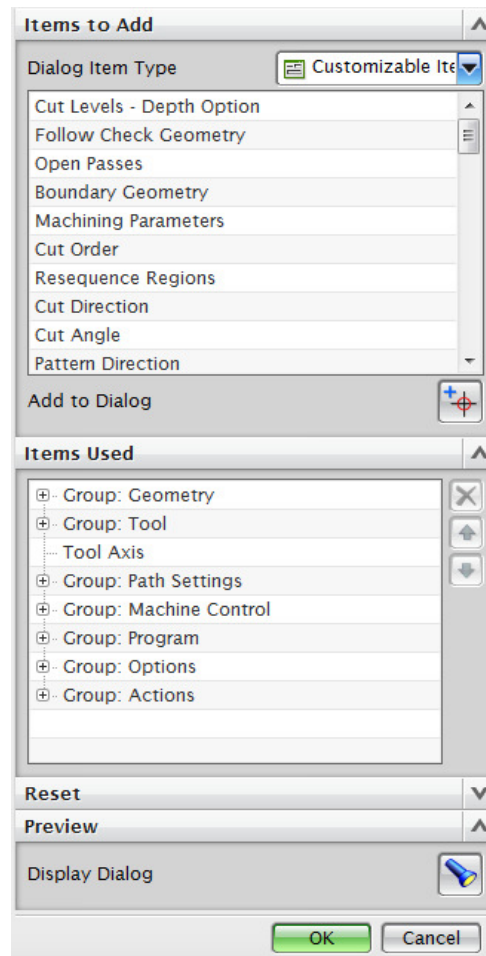 Items to Add
Dialog Item Type Customizable Ite
Cut Levels - Depth Option
Follow Check Geometry
Open Passes
Boundary Geometry
Machining Parameters
Cut Order
Resequence Regions
Cut Direction
Cut Angle
Pattern Direction
Add to Dialog
Items Used
Group: Geometry
Group: Tool
Tool Axis
Group: Path Settings
Group: Machine Control
Group: Program
Group: Options
Group: Actions
Reset
Preview
Display Dialog
OK Cancel